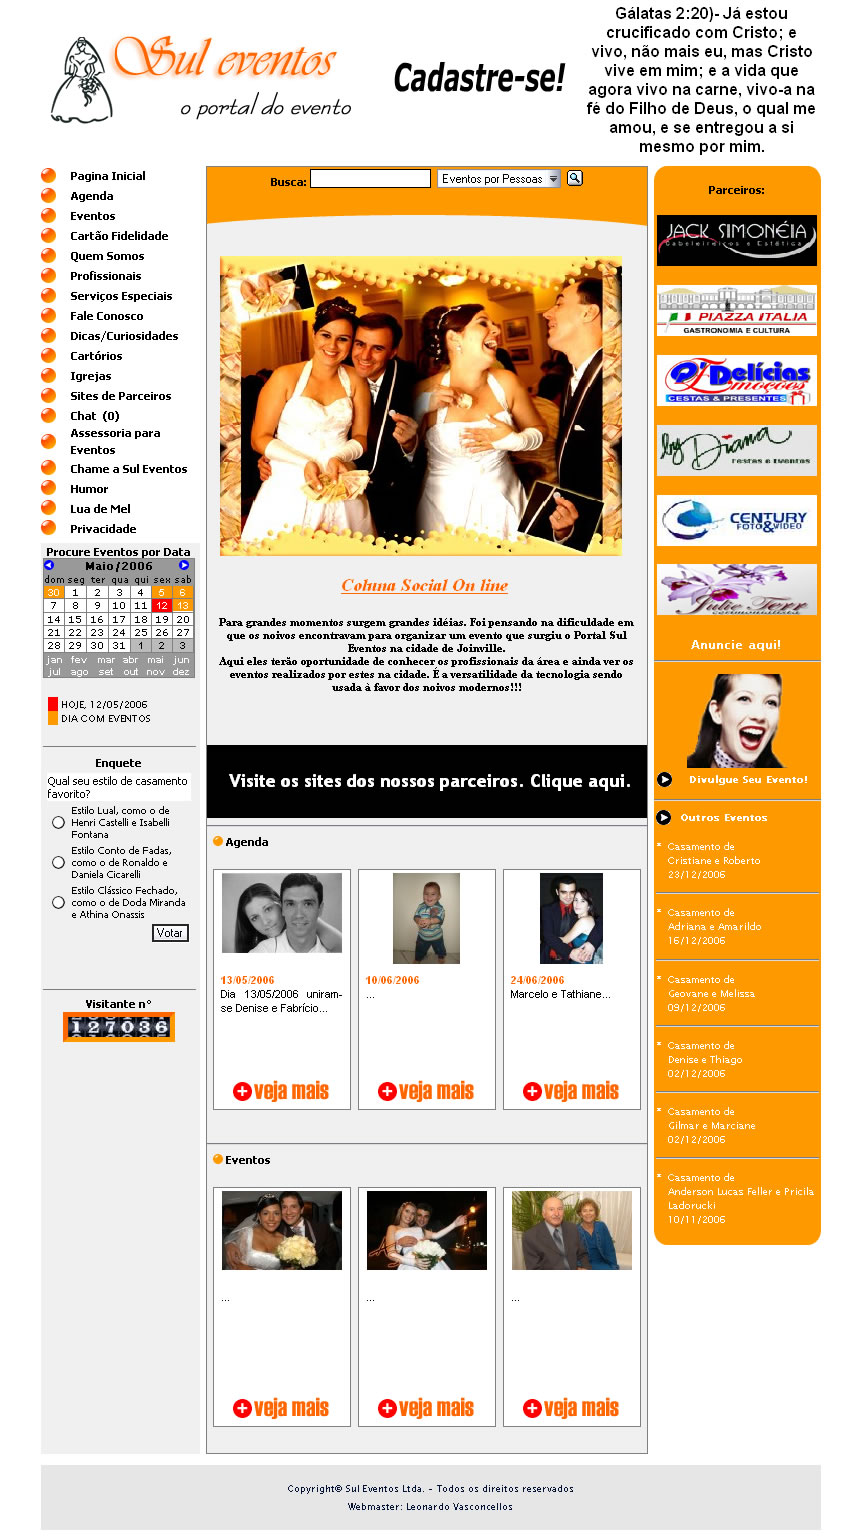 Sul eventos
o portal do evento
Cadastre-se!
Gálatas 2:20)- Já estou
crucificado com Cristo; e
vivo, não mais eu, mas Cristo
vive em mim; e a vida que
agora vivo na carne, vivo-a na
fé do Filho de Deus, o qual me
amou, e se entregou a si
mesmo por mim.
Pagina Inicial
Agenda
Eventos
Cartão Fidelidade
Quem Somos
Profissionais
Serviços Especiais
Fale Conosco
Dicas/Curiosidades
Cartórios
Igrejas
Sites de Parceiros
Chat (0)
Assessoria para
Eventos
Chame a Sul Eventos
Humor
Lua de Mel
Privacidade
Procure Eventos por Data
Maio/2006
dom seg ter qua qui sex sab
30 1 2 3 4 5 6
7 8 9 10 11 12 13
14 15 16 17 18 19 20
21 22 23 24 25 26 27
28 29 30 31 1 2 3
jan fev mar abr mai jun
jul ago set out nov dez
HOJE, 12/05/2006
DIA COM EVENTOS
Enquete
Qual seu estilo de casamento
favorito?
Estilo Lual, como o de
Henri Castelli e Isabelli
Fontana
Estilo Conto de Fadas,
como o de Ronaldo e
Daniela Cicarelli
Estilo Clássico Fechado,
como o de Doda Miranda
e Athina Onassis
Votar
Visitante n°
127036
Busca:
Eventos por Pessoas
Coluna Social On line
Para grandes momentos surgem grandes idéias. Foi pensando na dificuldade em
que os noivos encontravam para organizar um evento que surgiu o Portal Sul
Eventos na cidade de Joinville.
Aqui eles terão oportunidade de conhecer os profissionais da área e ainda ver os
eventos realizados por estes na cidade. É a versatilidade da tecnologia sendo
usada à favor dos noivos modernos!!!
Visite os sites dos nossos parceiros. Clique aqui.
Agenda
13/05/2006
Dia 13/05/2006 uniram-
se Denise e Fabrício...
veja mais
10/06/2006
...
veja mais
24/06/2006
Marcelo e Tathiane...
veja mais
Eventos
...
veja mais
...
veja mais
...
veja mais
Parceiros:
JACK SIMONÉIA
Cabeleireiros e Estética
PIAZZA ITALIA
GASTRONOMIA E CULTURA
D'Delícias
moções
CESTAS & PRESENTES
by Diana
Festas e Eventos
CENTURY
FOTO & VÍDEO
Julie Terr
Anuncie aqui!
Divulgue Seu Evento!
Outros Eventos
* Casamento de
Cristiane e Roberto
23/12/2006
* Casamento de
Adriana e Amarildo
16/12/2006
* Casamento de
Geovane e Melissa
09/12/2006
* Casamento de
Denise e Thiago
02/12/2006
* Casamento de
Gilmar e Marciane
02/12/2006
* Casamento de
Anderson Lucas Feller e Pricila
Ladorucki
10/11/2006
Copyright© Sul Eventos Ltda. - Todos os direitos reservados
Webmaster: Leonardo Vasconcellos